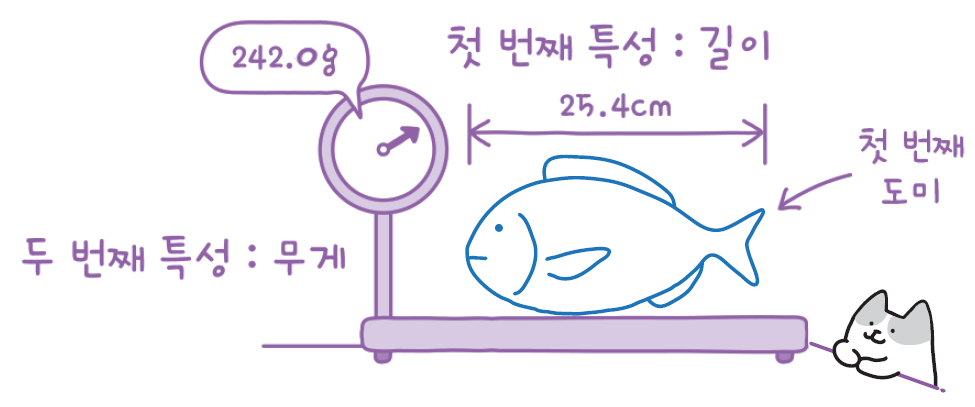 242.0g
첫 번째 특성 : 길이
25.4cm
첫 번째
도미
두 번째 특성 : 무게